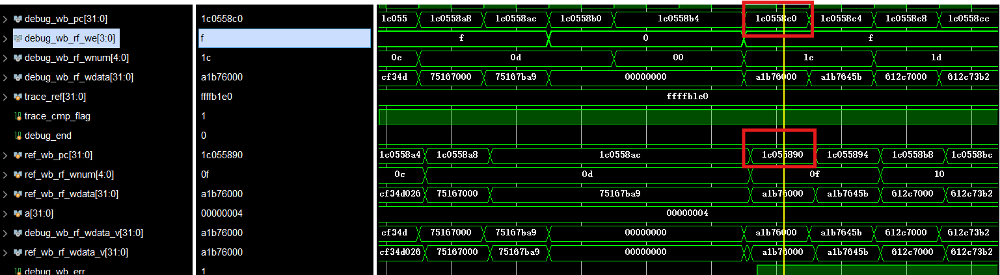 debug_wb_pc[31:0] 1c0558c0 1c055 1c0558a8 1c0558ac 1c0558b0 1c0558b4 1c0558c0 1c0558c4 1c0558c8 1c0558cc
debug_wb_rf_we[3:0] f f 0 f
debug_wb_rf_wnum[4:0] 1c 0c 0d 00 1c 1d
debug_wb_rf_wdata[31:0] a1b76000 cf34d 75167000 75167ba9 00000000 a1b76000 a1b7645b 612c7000 612c73b2
trace_ref[31:0] ffffb1e0 ffffb1e0
trace_cmp_flag 1
debug_end 0
ref_wb_pc[31:0] 1c055890 1c0558a4 1c0558a8 1c0558ac 1c055890 1c055894 1c0558b8 1c0558bc
ref_wb_rf_wnum[4:0] 0f 0c 0d 0f 10
ref_wb_rf_wdata[31:0] a1b76000 cf34d026 75167000 75167ba9 a1b76000 a1b7645b 612c7000 612c73b2
a[31:0] 00000004 00000004
debug_wb_rf_wdata_v[31:0] a1b76000 cf34d 75167000 75167ba9 00000000 a1b76000 a1b7645b 612c7000 612c73b2
ref_wb_rf_wdata_v[31:0] a1b76000 cf34d026 75167000 75167ba9 00000000 a1b76000 a1b7645b 612c7000 612c73b2
debug_wb_err 1